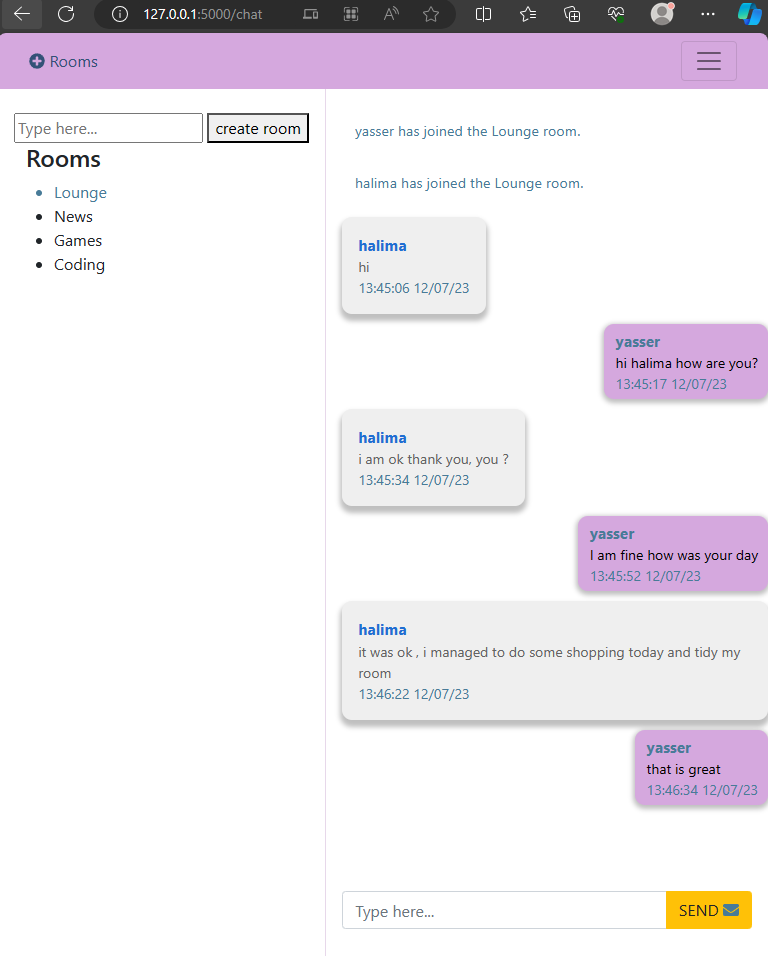 127.0.0.1:5000/chat
Rooms
Type here...
create room
Rooms
Lounge
News
Games
Coding
yasser has joined the Lounge room.
halima has joined the Lounge room.
halima
hi
13:45:06 12/07/23
yasser
hi halima how are you?
13:45:17 12/07/23
halima
i am ok thank you, you ?
13:45:34 12/07/23
yasser
I am fine how was your day
13:45:52 12/07/23
halima
it was ok , i managed to do some shopping today and tidy my
room
13:46:22 12/07/23
yasser
that is great
13:46:34 12/07/23
Type here...
SEND